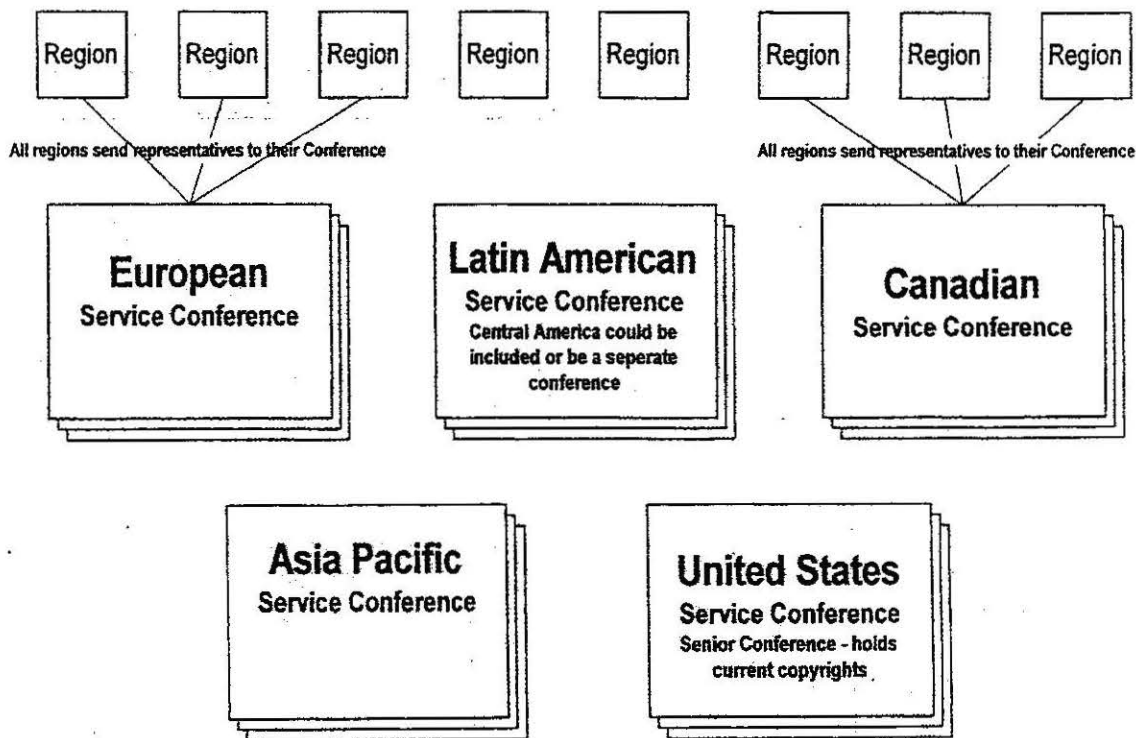 Region Region Region Region Region Region Region Region
All regions send representatives to their Conference
All regions send representatives to their Conference
European
Service Conference
Latin American
Service Conference
Central America could be
included or be a seperate
conference
Canadian
Service Conference
Asia Pacific
Service Conference
United States
Service Conference
Senior Conference - holds
current copyrights